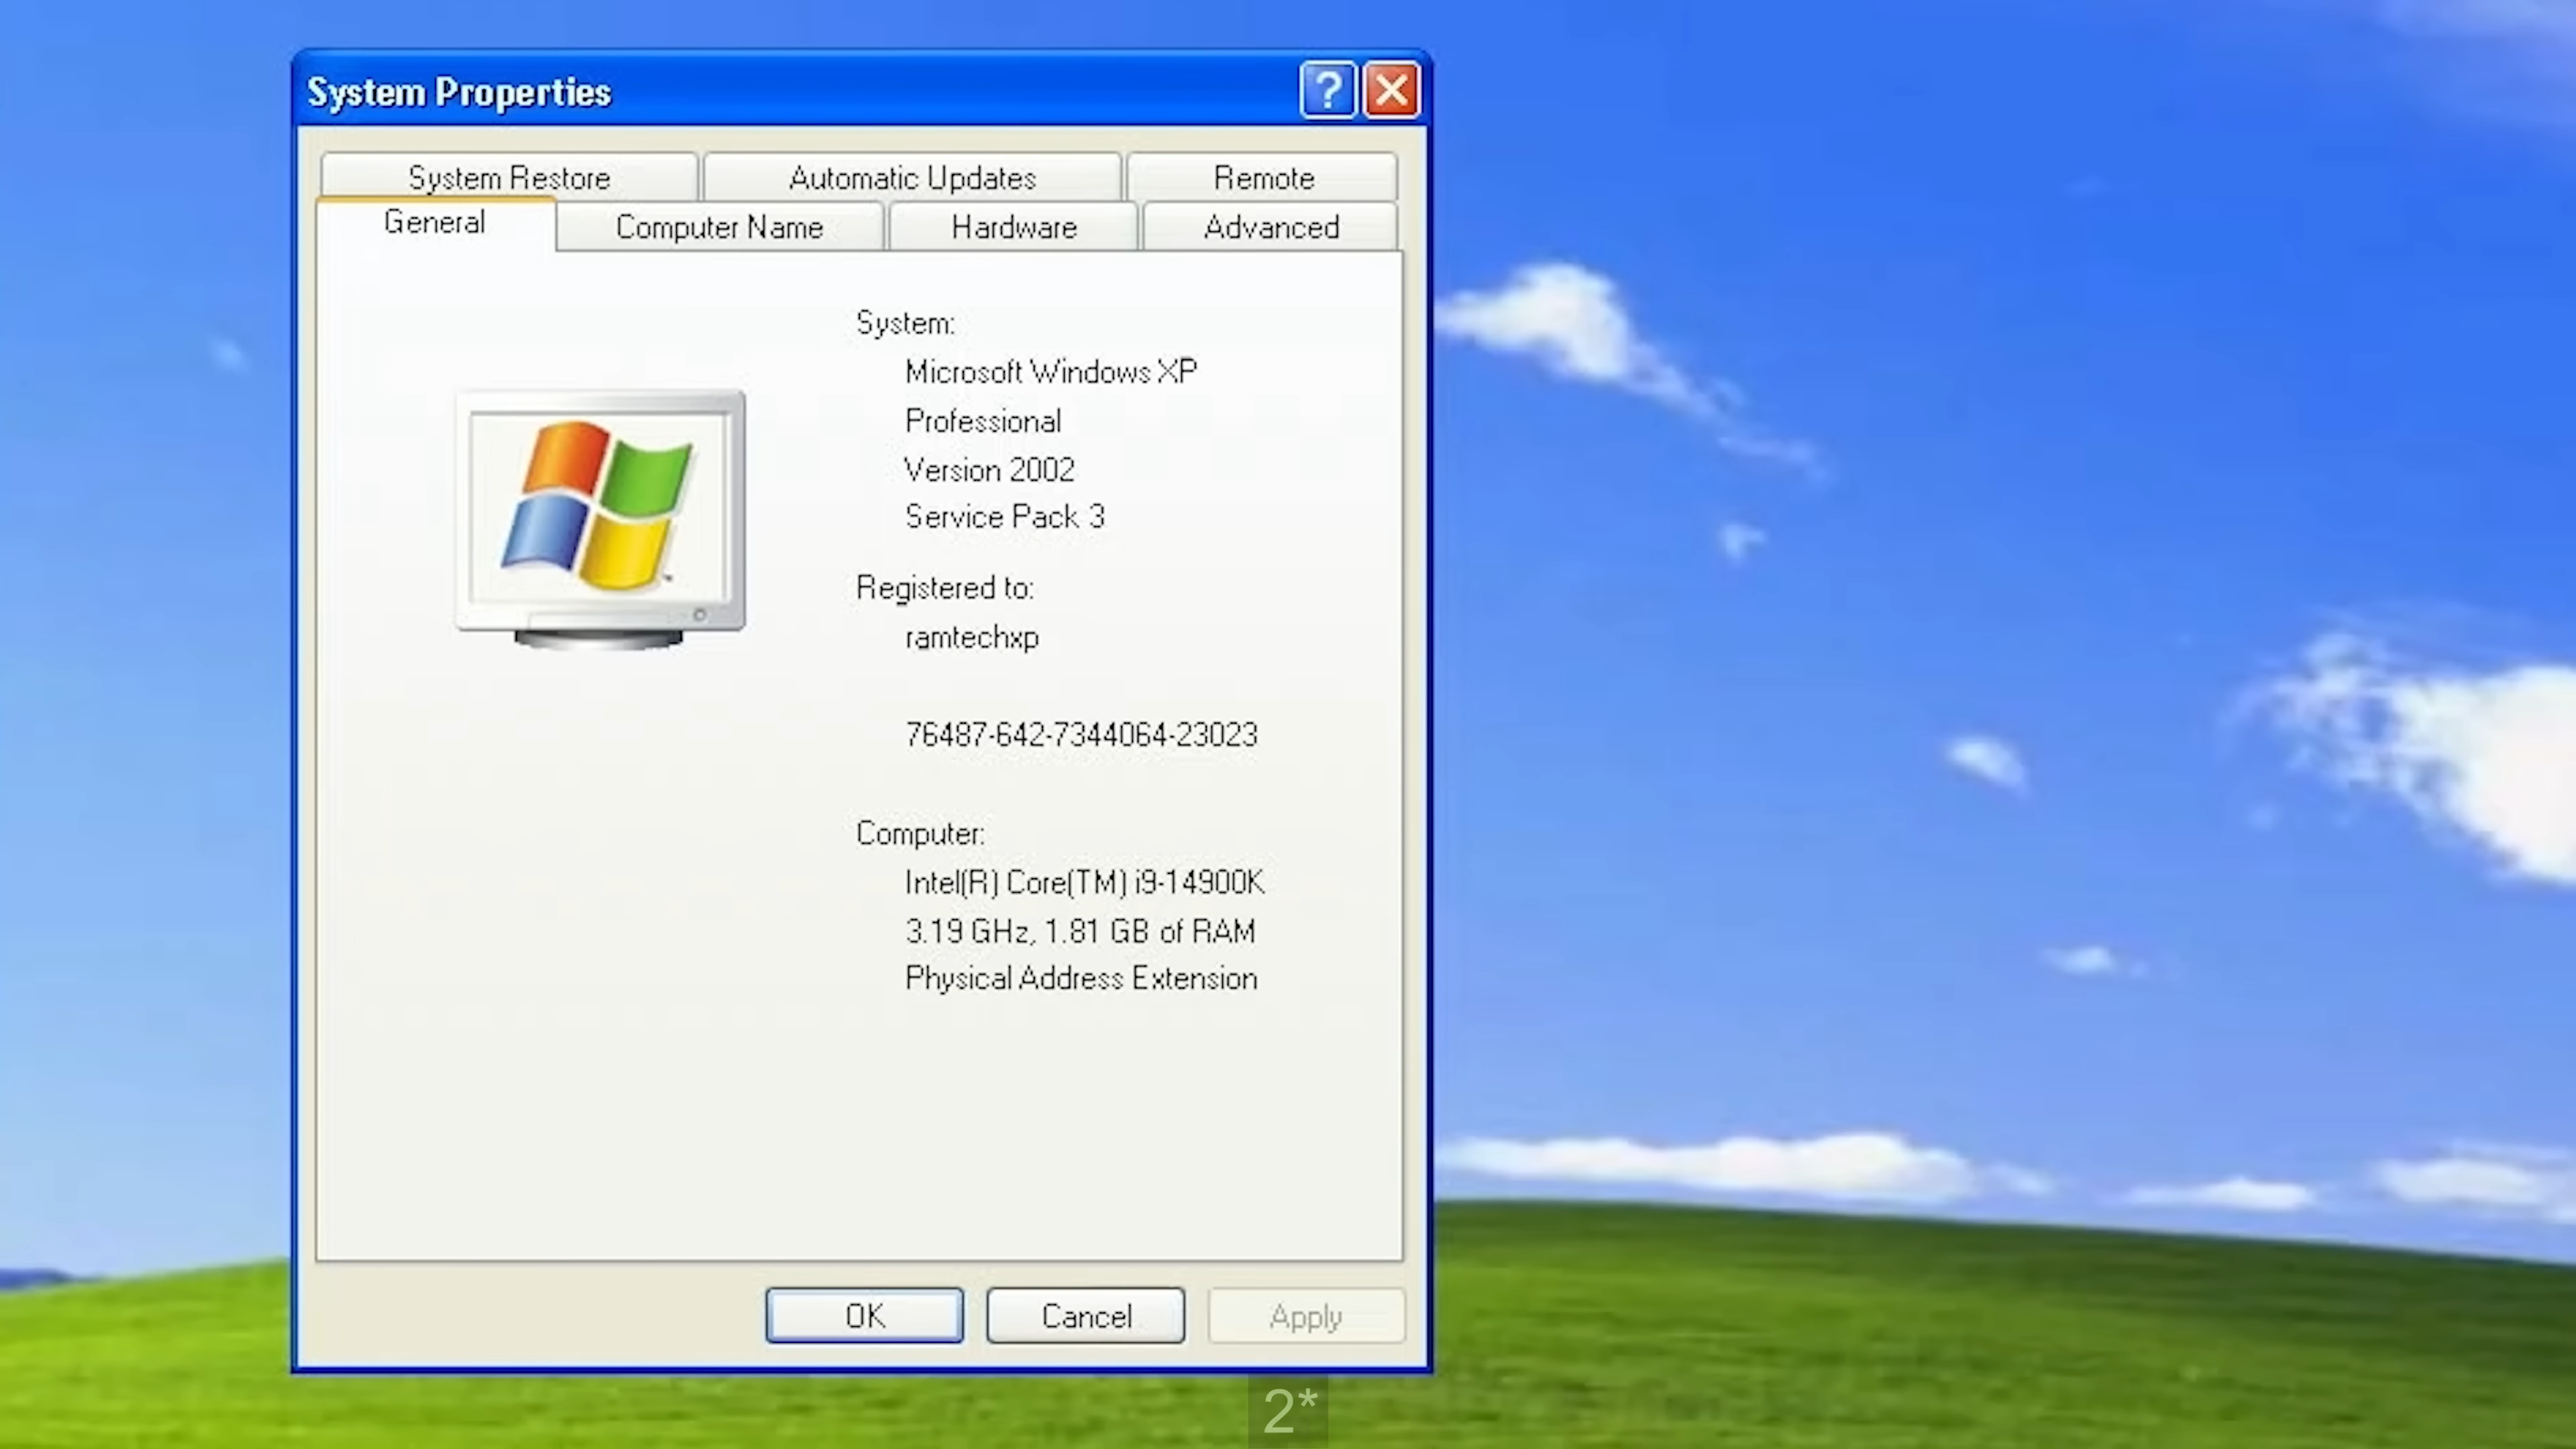 System Properties
?
System Restore
Automatic Updates
Remote
General
Computer Name
Hardware
Advanced
System:
Microsoft Windows XP
Professional
Version 2002
Service Pack 3
Registered to:
ramtechxp
76487-642-7344064-23023
Computer:
Intel(R) Core(TM) i9-14900K
3.19 GHz, 1.81 GB of RAM
Physical Address Extension
OK
Cancel
Apply
2*